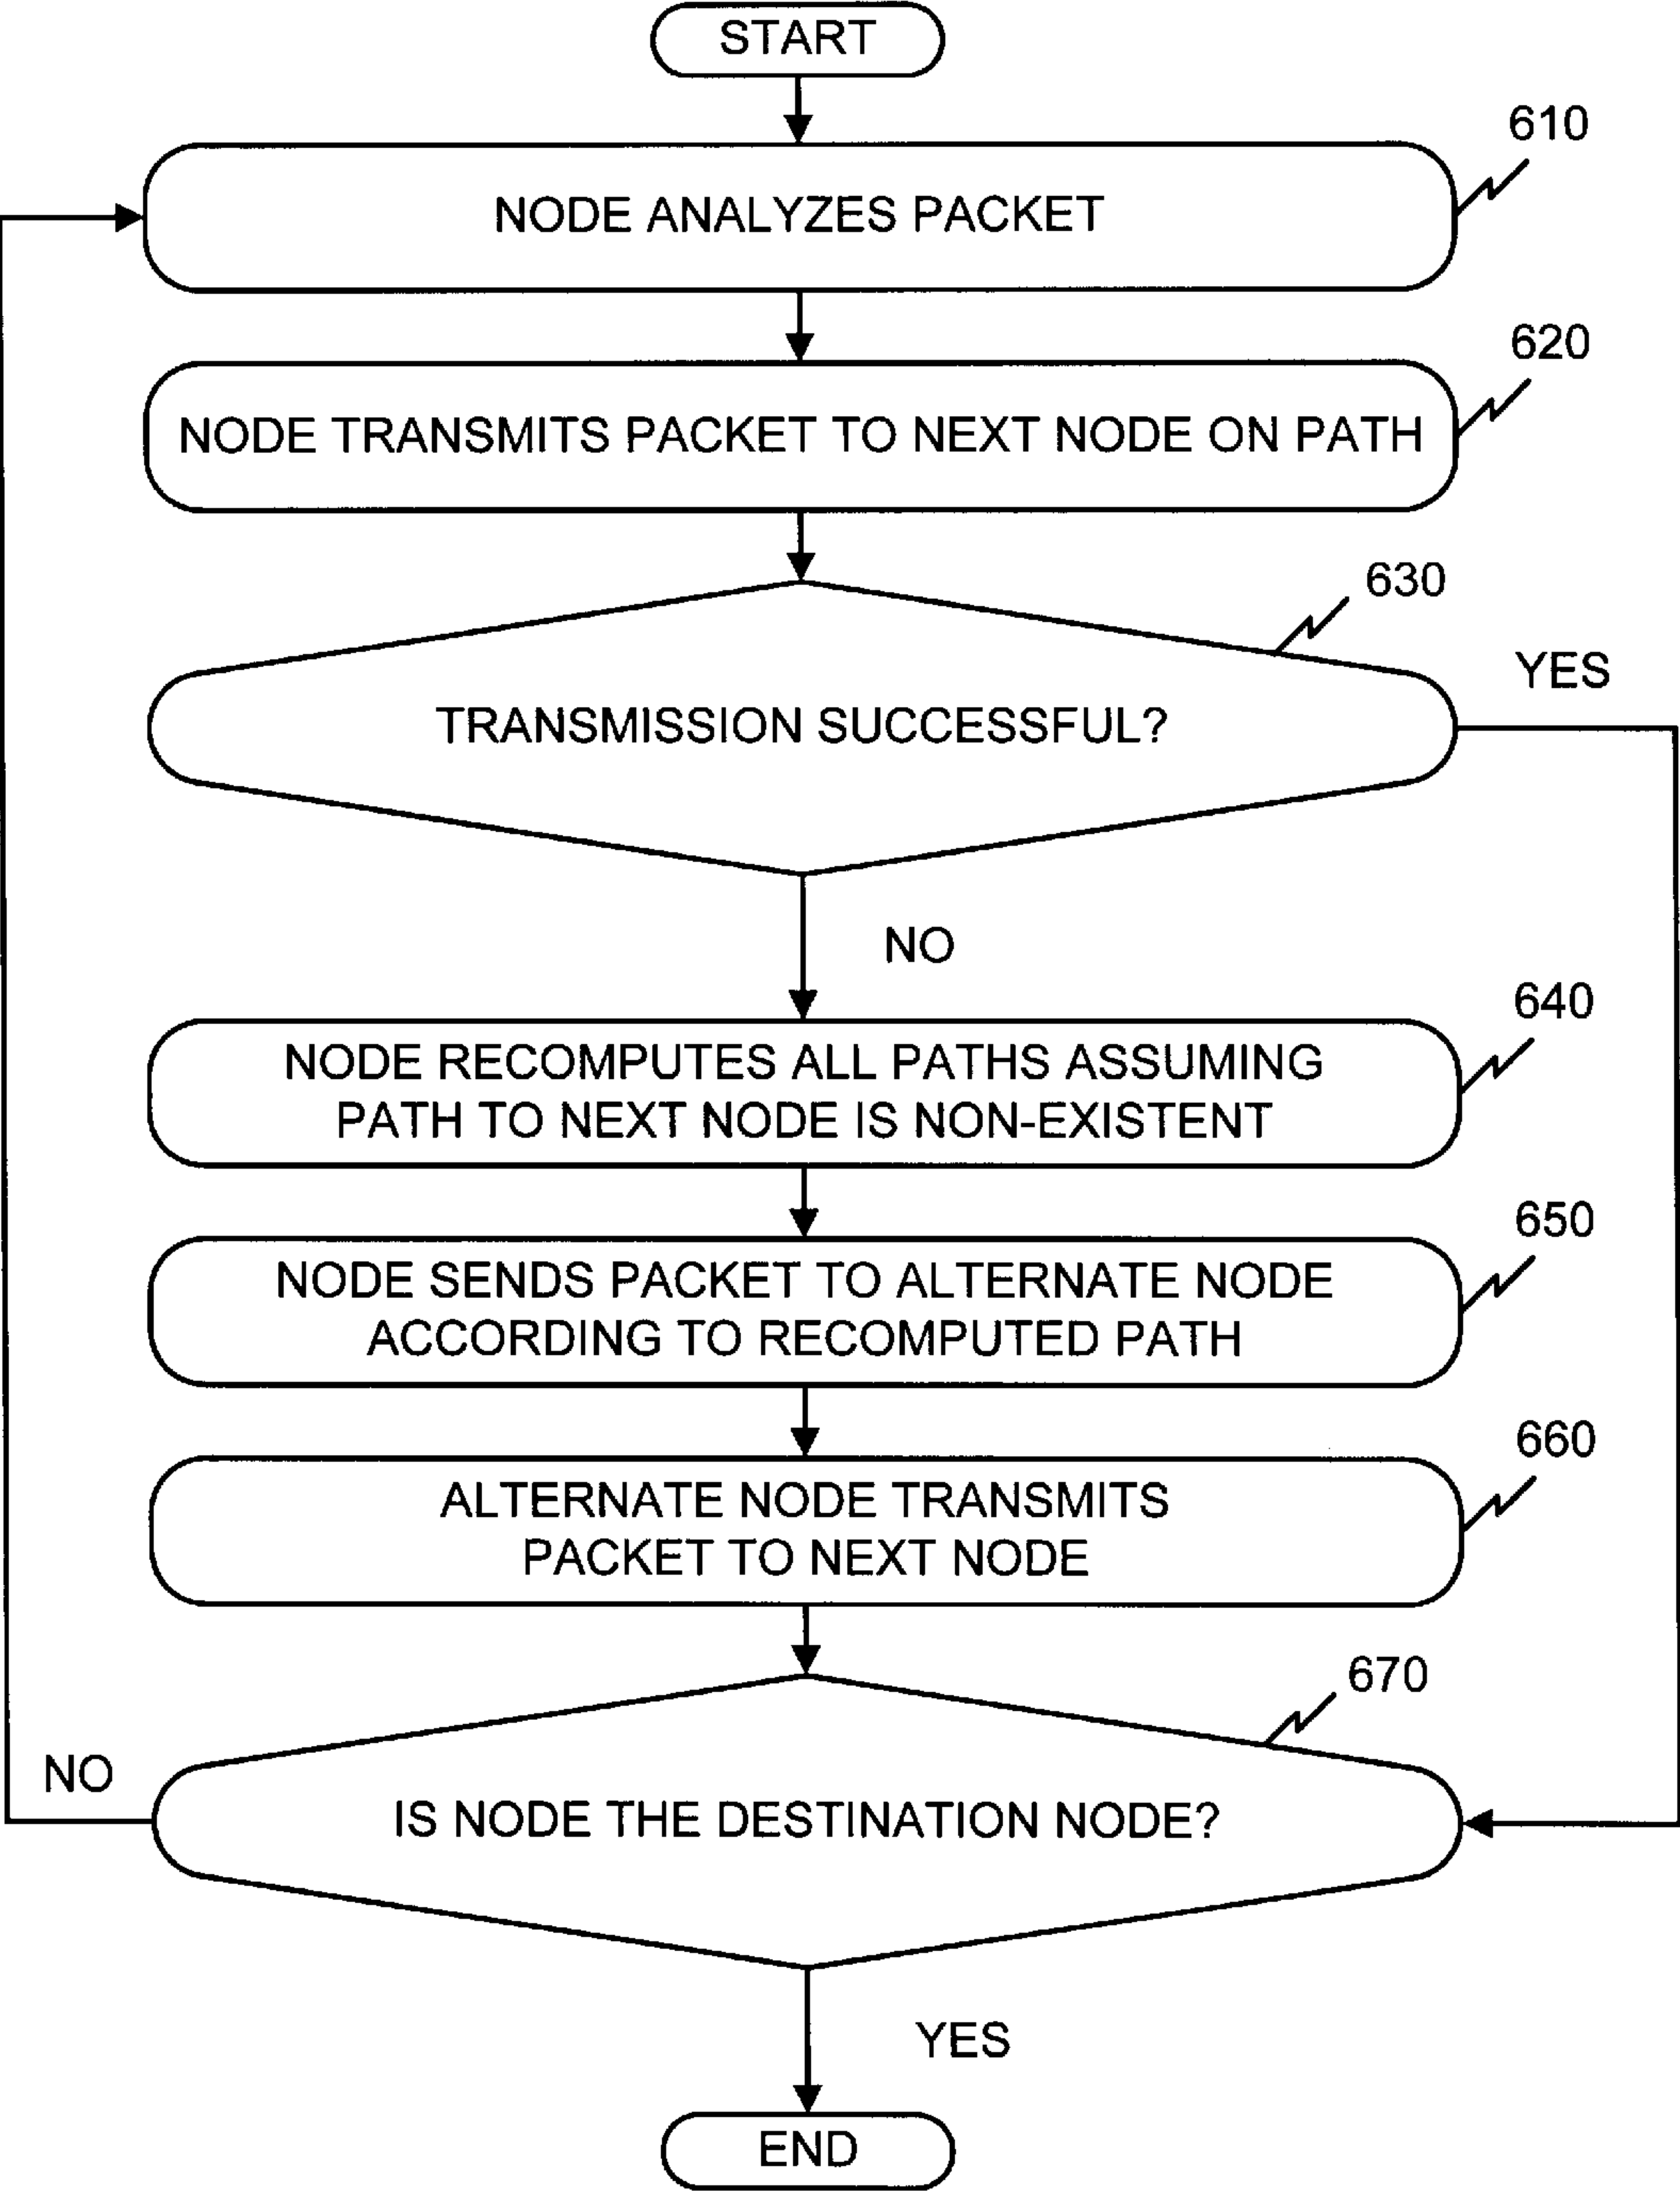 START
610
NODE ANALYZES PACKET
620
NODE TRANSMITS PACKET TO NEXT NODE ON PATH
630
YES
TRANSMISSION SUCCESSFUL?
NO
640
NODE RECOMPUTES ALL PATHS ASSUMING
PATH TO NEXT NODE IS NON-EXISTENT
650
NODE SENDS PACKET TO ALTERNATE NODE
ACCORDING TO RECOMPUTED PATH
660
ALTERNATE NODE TRANSMITS
PACKET TO NEXT NODE
670
NO
IS NODE THE DESTINATION NODE?
YES
END